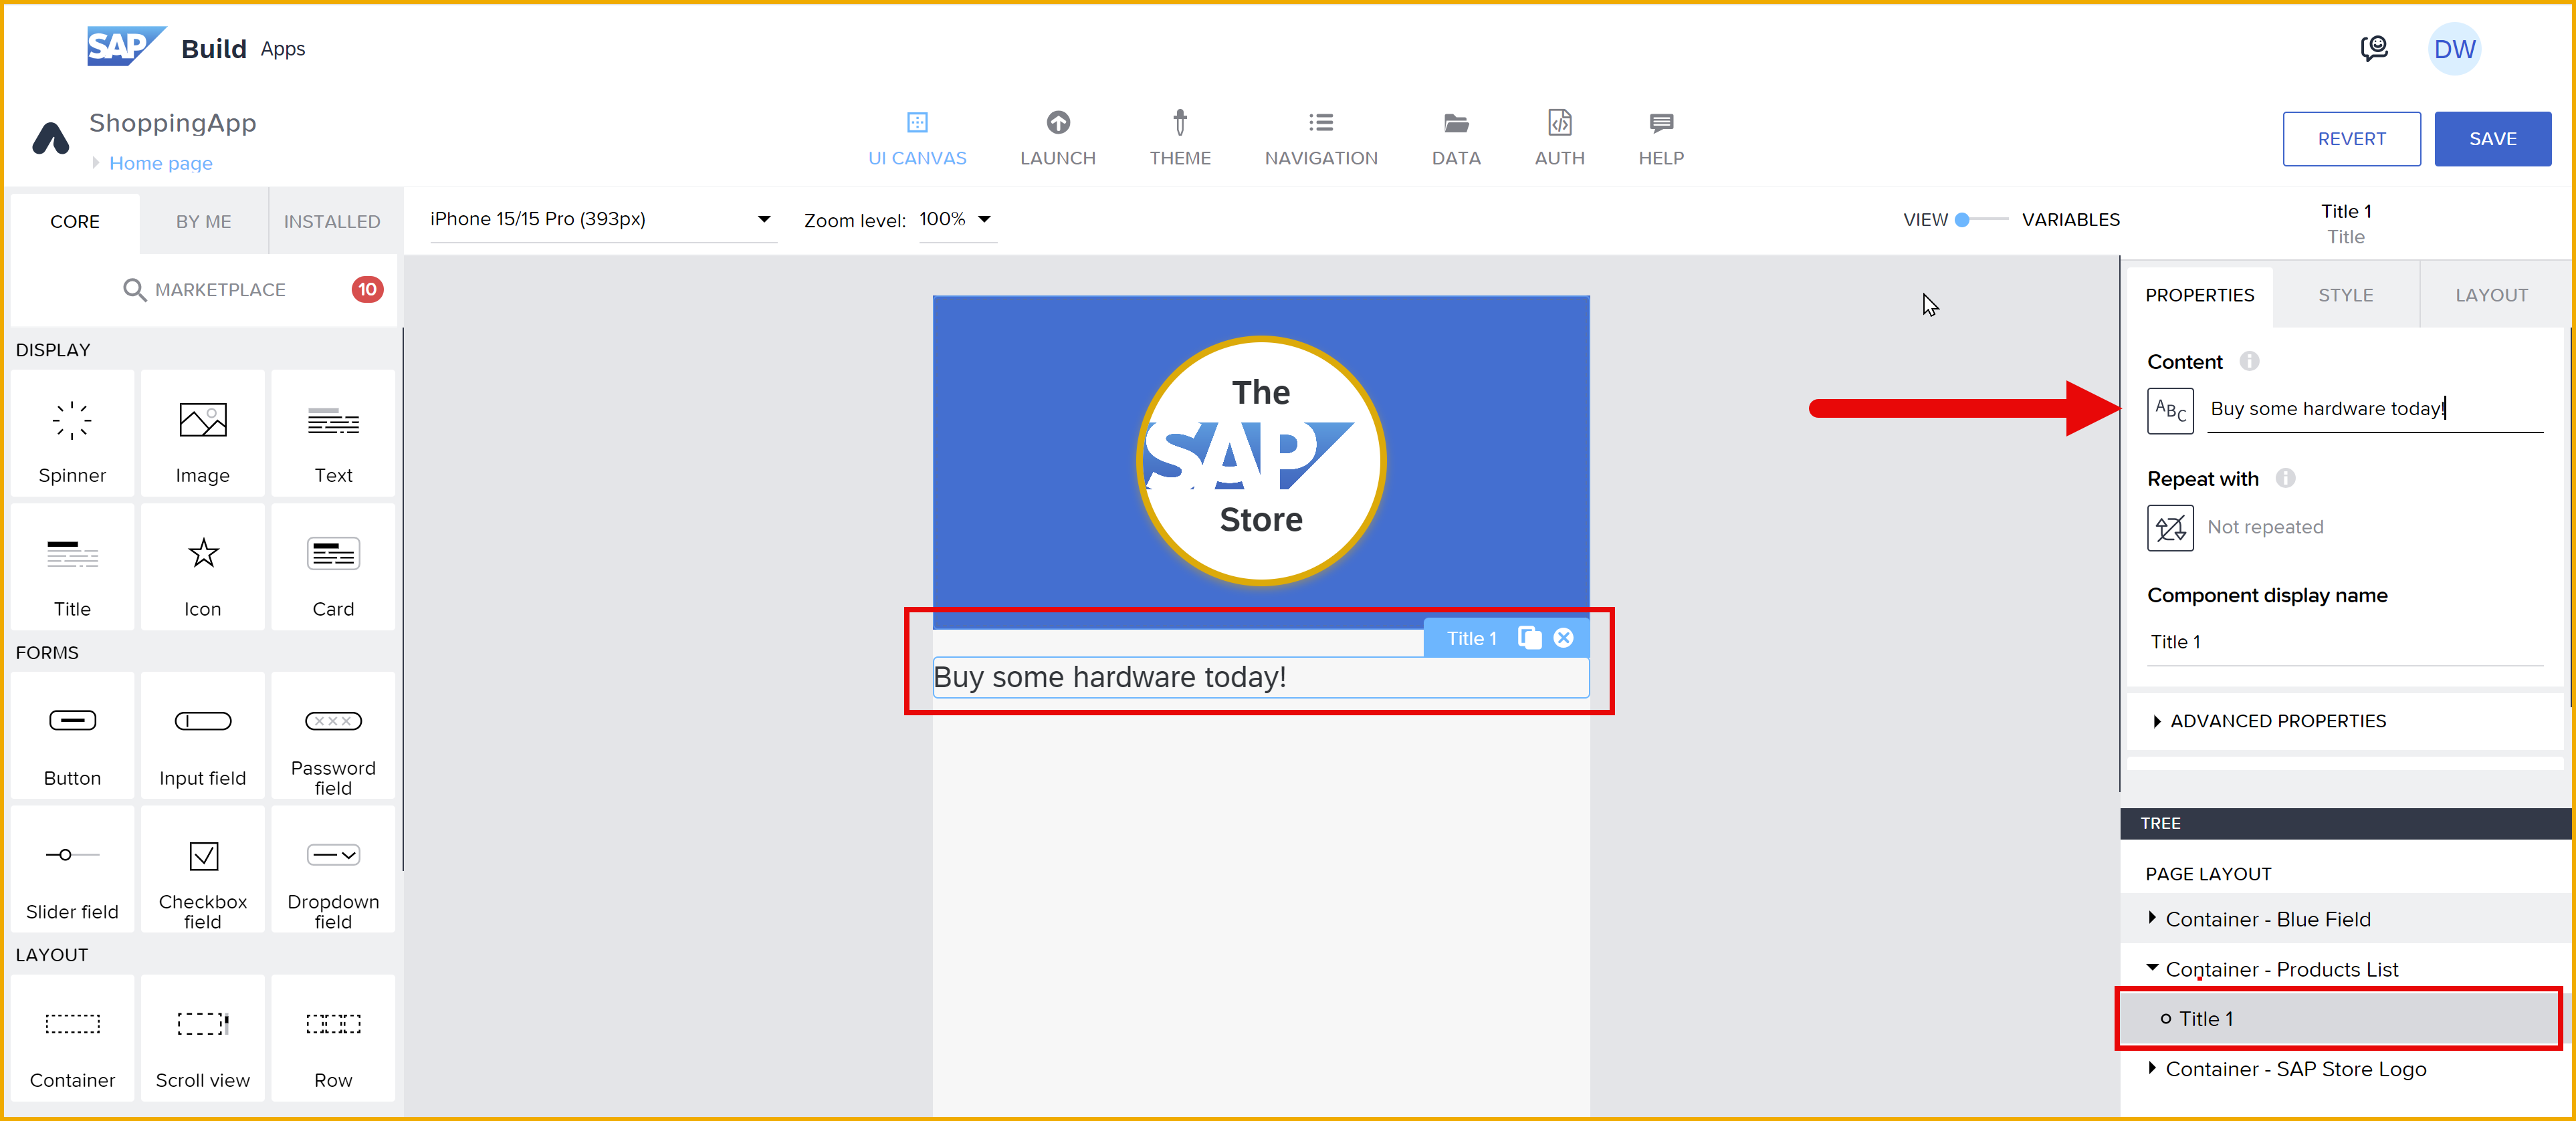 SAP Build Apps
DW
ShoppingApp
Home page
UI CANVAS
LAUNCH
THEME
NAVIGATION
DATA
AUTH
HELP
REVERT
SAVE
CORE
BY ME
INSTALLED
iPhone 15/15 Pro (393px)
Zoom level: 100%
VIEW
VARIABLES
Title 1
Title
MARKETPLACE
10
DISPLAY
Spinner
Image
Text
Title
Icon
Card
FORMS
Button
Input field
Password
field
Slider field
Checkbox
field
Dropdown
field
LAYOUT
Container
Scroll view
Row
The
SAP
Store
Title 1
Buy some hardware today!
PROPERTIES
STYLE
LAYOUT
Content
ABC
Buy some hardware today!
Repeat with
Not repeated
Component display name
Title 1
ADVANCED PROPERTIES
TREE
PAGE LAYOUT
Container - Blue Field
Container - Products List
Title 1
Container - SAP Store Logo